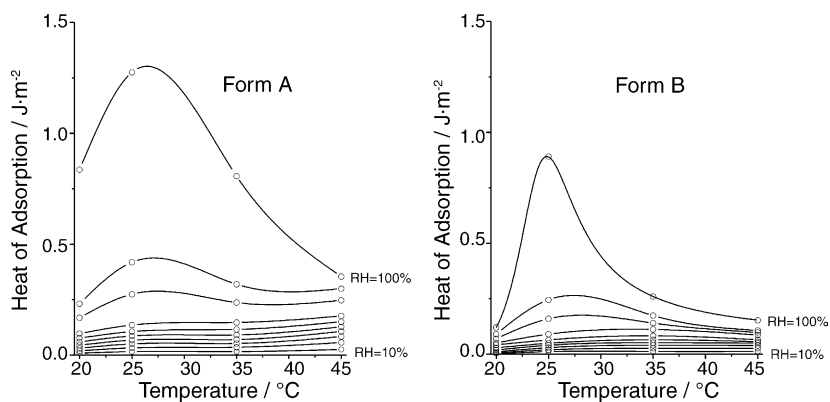 1.5
1.0
0.5
0.0
Heat of Adsorption / J·m⁻²
Form A
RH=100%
RH=10%
20 25 30 35 40 45
Temperature / °C
1.5
1.0
0.5
0.0
Heat of Adsorption / J·m⁻²
Form B
RH=100%
RH=10%
20 25 30 35 40 45
Temperature / °C